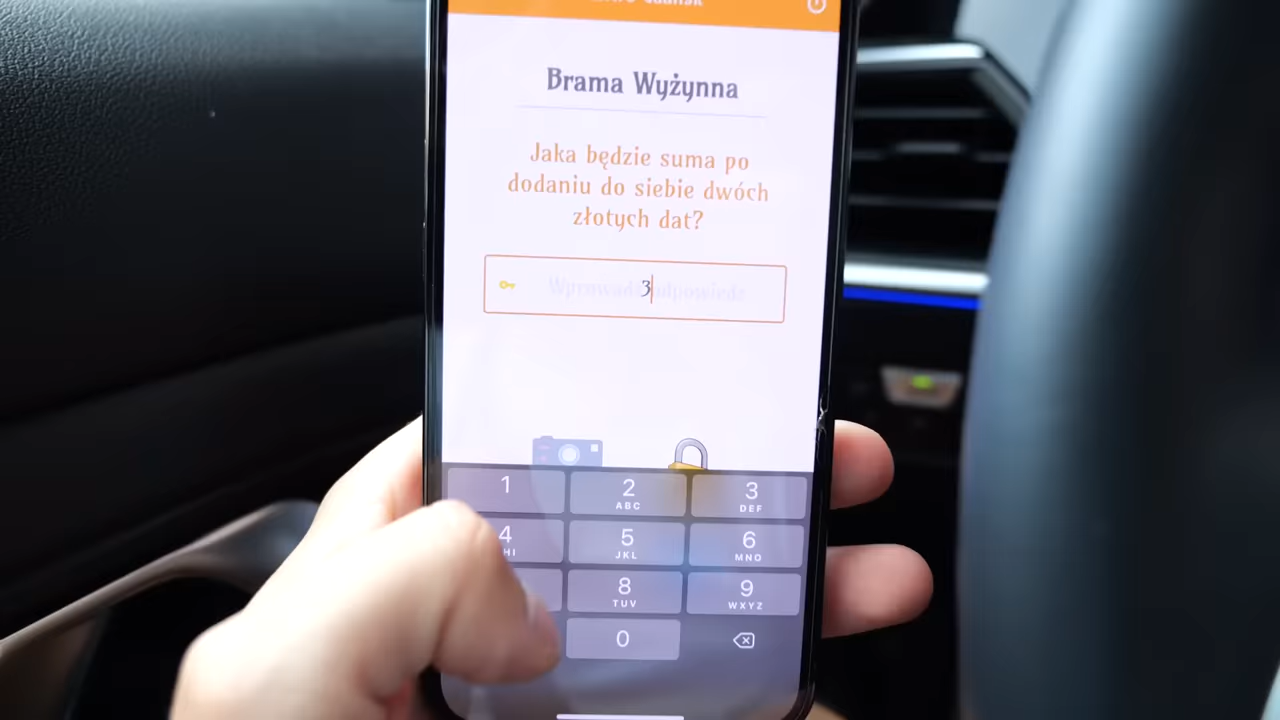 Brama Wyżynna
Jaka będzie suma po
dodaniu do siebie dwóch
złotych dat?
3
1
2
ABC
3
DEF
4
HI
5
JKL
6
MNO
8
TUV
9
WXYZ
0